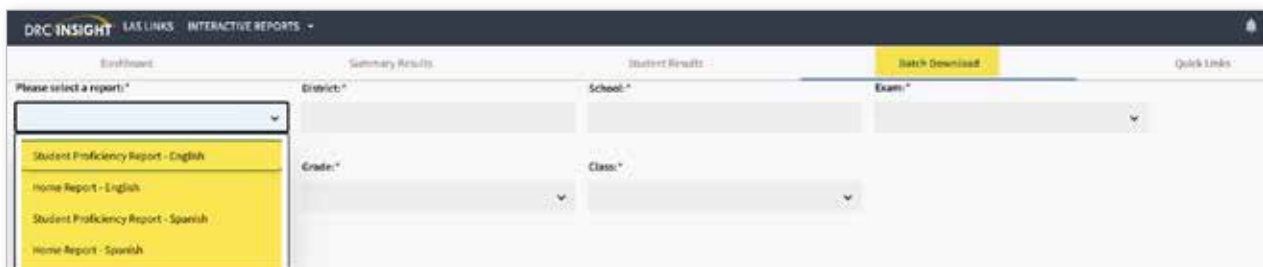 DRC INSIGHT LAS LINKS INTERACTIVE REPORTS
Dashboard Summary Results Student Results Batch Download Quick Links
Please select a report:* District:* School:* Exam:*
Student Proficiency Report - English
Grade:* Class:*
Home Report - English
Student Proficiency Report - Spanish
Home Report - Spanish